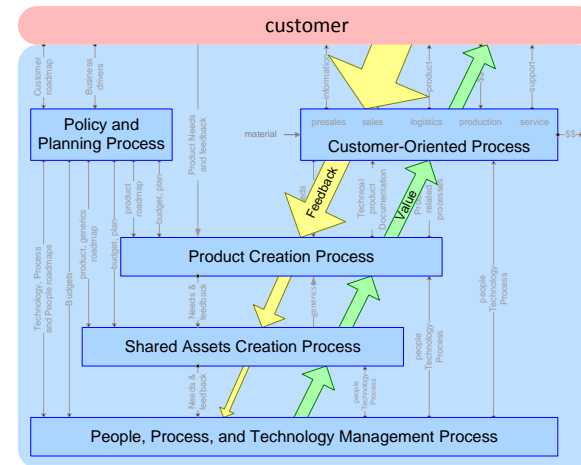 customer
Customer
roadmap
Business
drivers
Product Needs
and feedback
information
product
$$
support
Policy and
Planning Process
material
presales
sales
logistics
production
service
Customer-Oriented Process
$$
product
roadmap
budget, plan
Feedback
Technical
product
Documentation
Value
related
processes
product, generics
roadmap
budget, plan
Technology, Process
and People roadmaps
Budgets
Product Creation Process
Needs &
feedback
generics
people
Technology
Process
people
Technology
Process
Shared Assets Creation Process
Needs &
feedback
people
Technology
Process
People, Process, and Technology Management Process